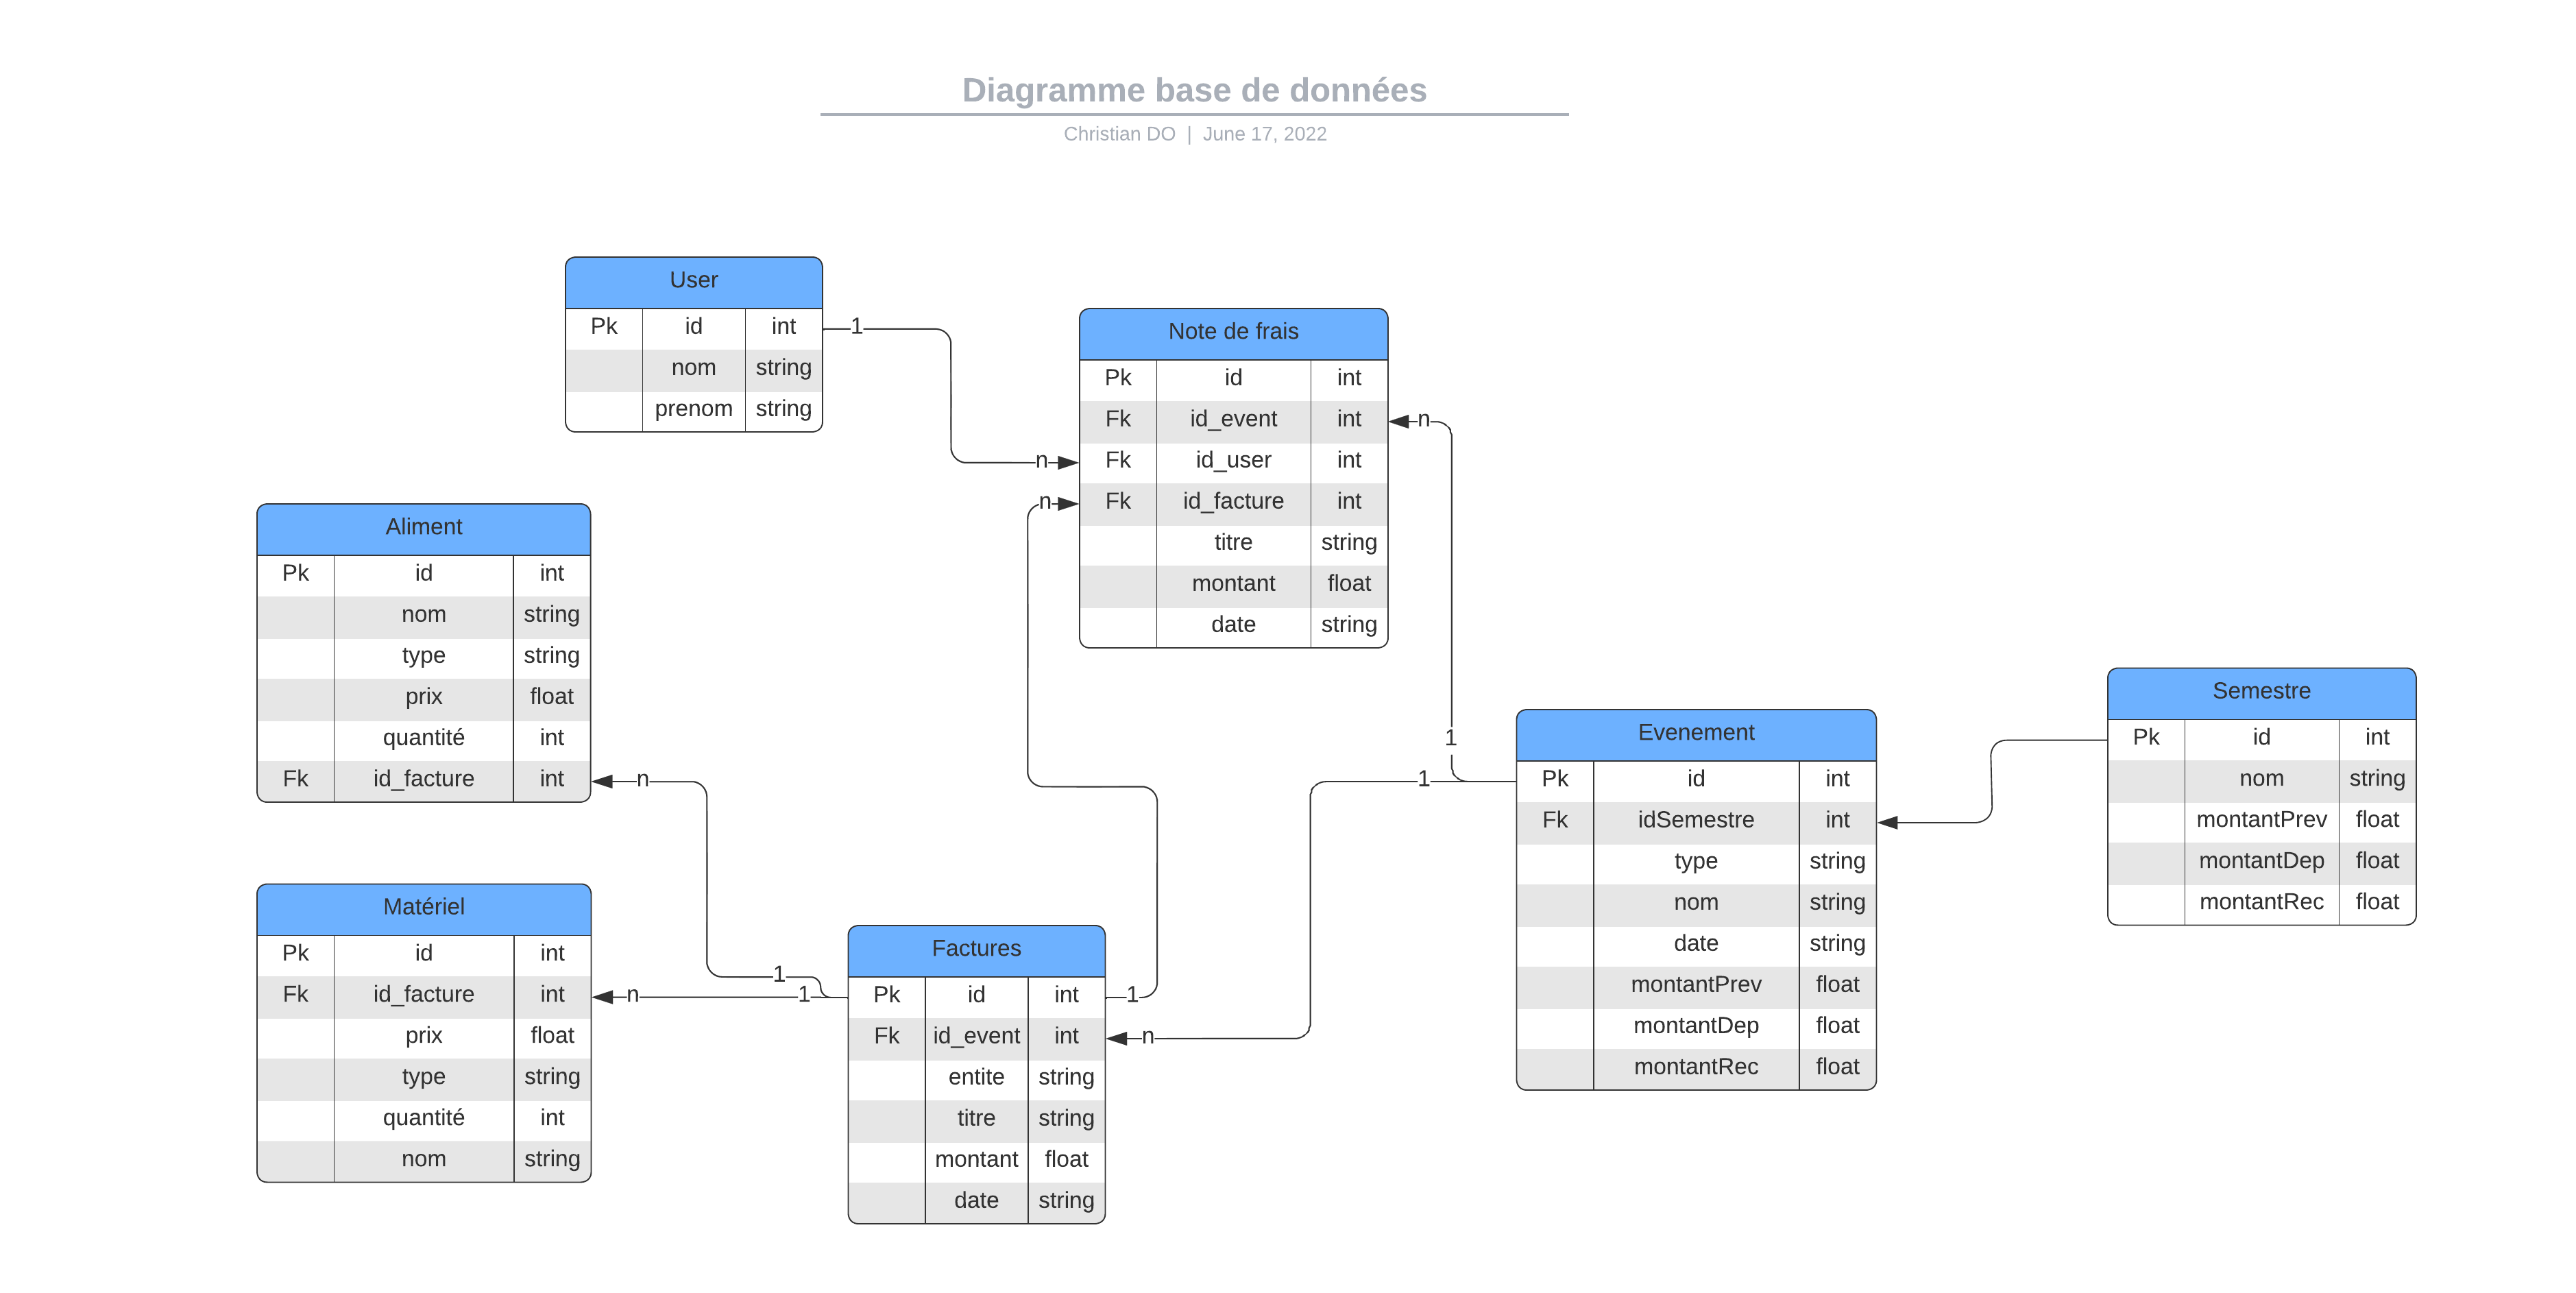 Diagramme base de données
Christian DO | June 17, 2022
User
Pk id int
nom string
prenom string
1
n
Note de frais
Pk id int
Fk id_event int
Fk id_user int
Fk id_facture int
titre string
montant float
date string
n
n
1
1
Aliment
Pk id int
nom string
type string
prix float
quantité int
Fk id_facture int
n
1
Matériel
Pk id int
Fk id_facture int
prix float
type string
quantité int
nom string
n
1
Factures
Pk id int
Fk id_event int
entite string
titre string
montant float
date string
1
n
Evenement
Pk id int
Fk idSemestre int
type string
nom string
date string
montantPrev float
montantDep float
montantRec float
Semestre
Pk id int
nom string
montantPrev float
montantDep float
montantRec float